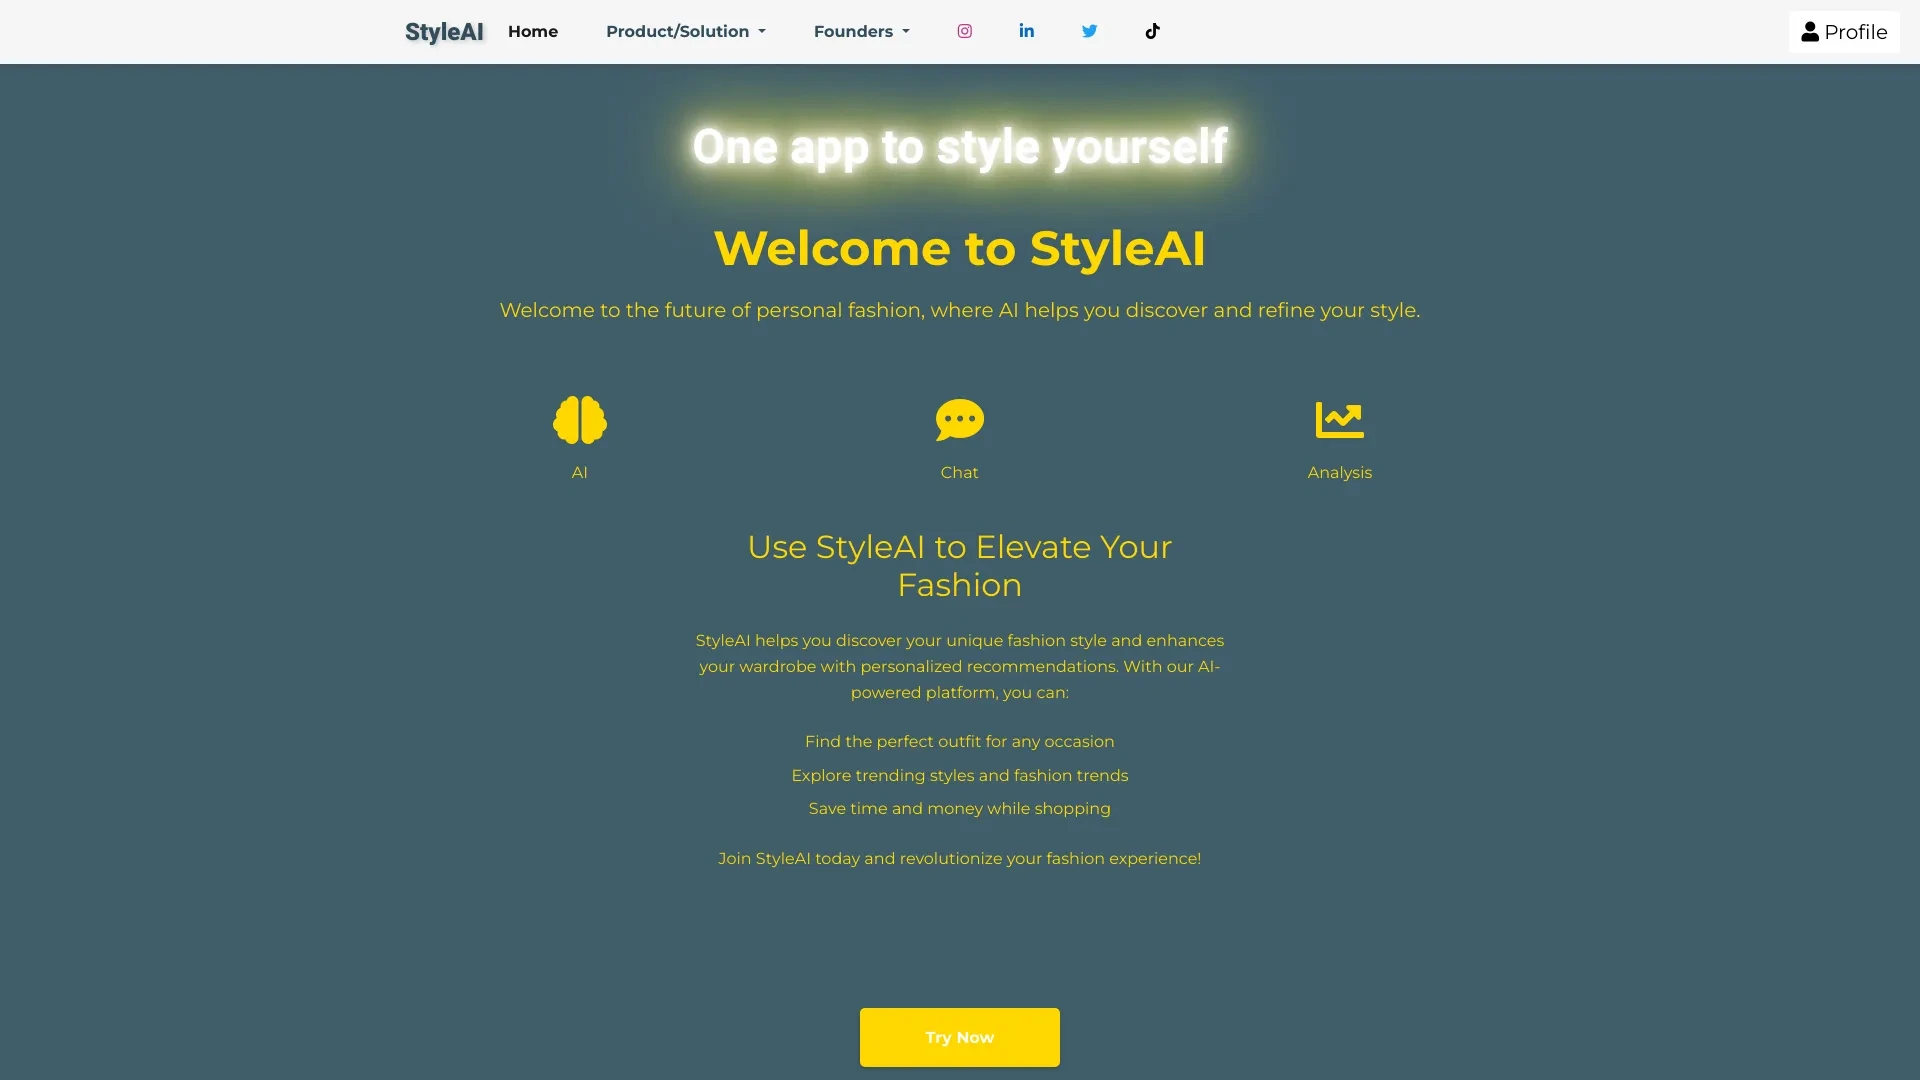 StyleAI Home Product/Solution Founders Profile
One app to style yourself
Welcome to StyleAI
Welcome to the future of personal fashion, where AI helps you discover and refine your style.
AI Chat Analysis
Use StyleAI to Elevate Your
Fashion
StyleAI helps you discover your unique fashion style and enhances
your wardrobe with personalized recommendations. With our AI-
powered platform, you can:
Find the perfect outfit for any occasion
Explore trending styles and fashion trends
Save time and money while shopping
Join StyleAI today and revolutionize your fashion experience!
Try Now